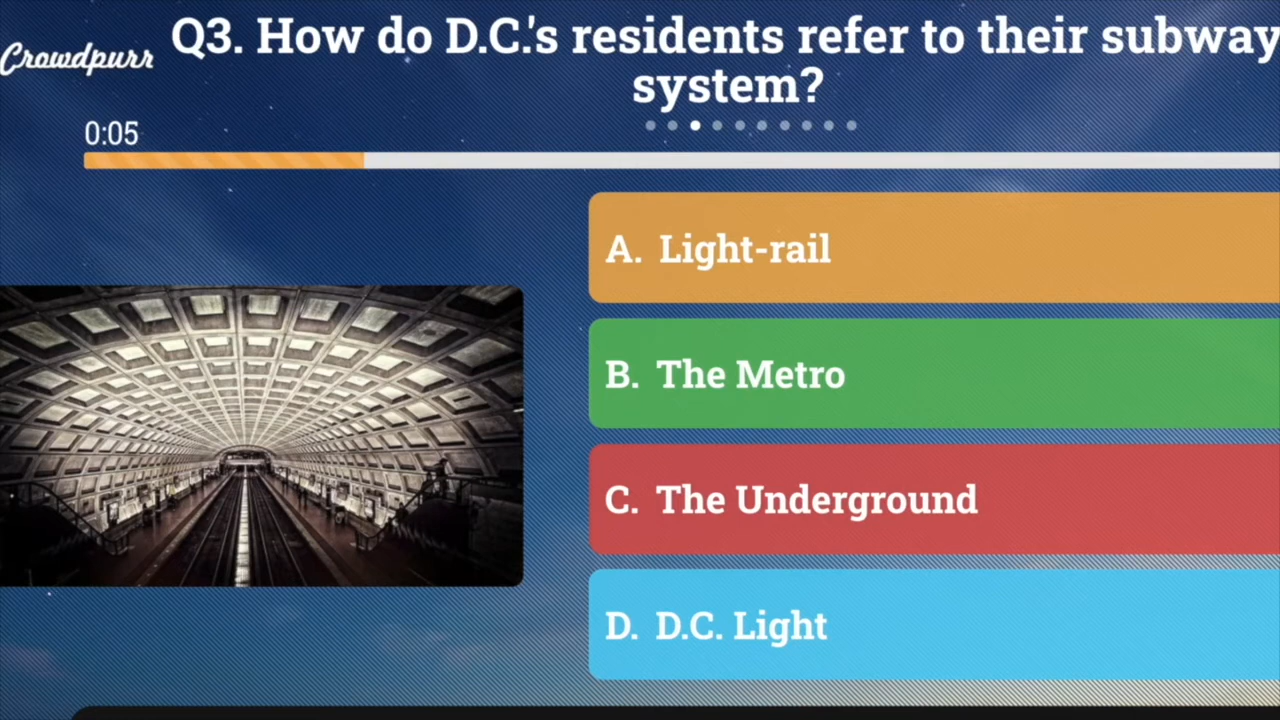 Crowdpurr
Q3. How do D.C.'s residents refer to their subway
system?
0:05
A. Light-rail
B. The Metro
C. The Underground
D. D.C. Light